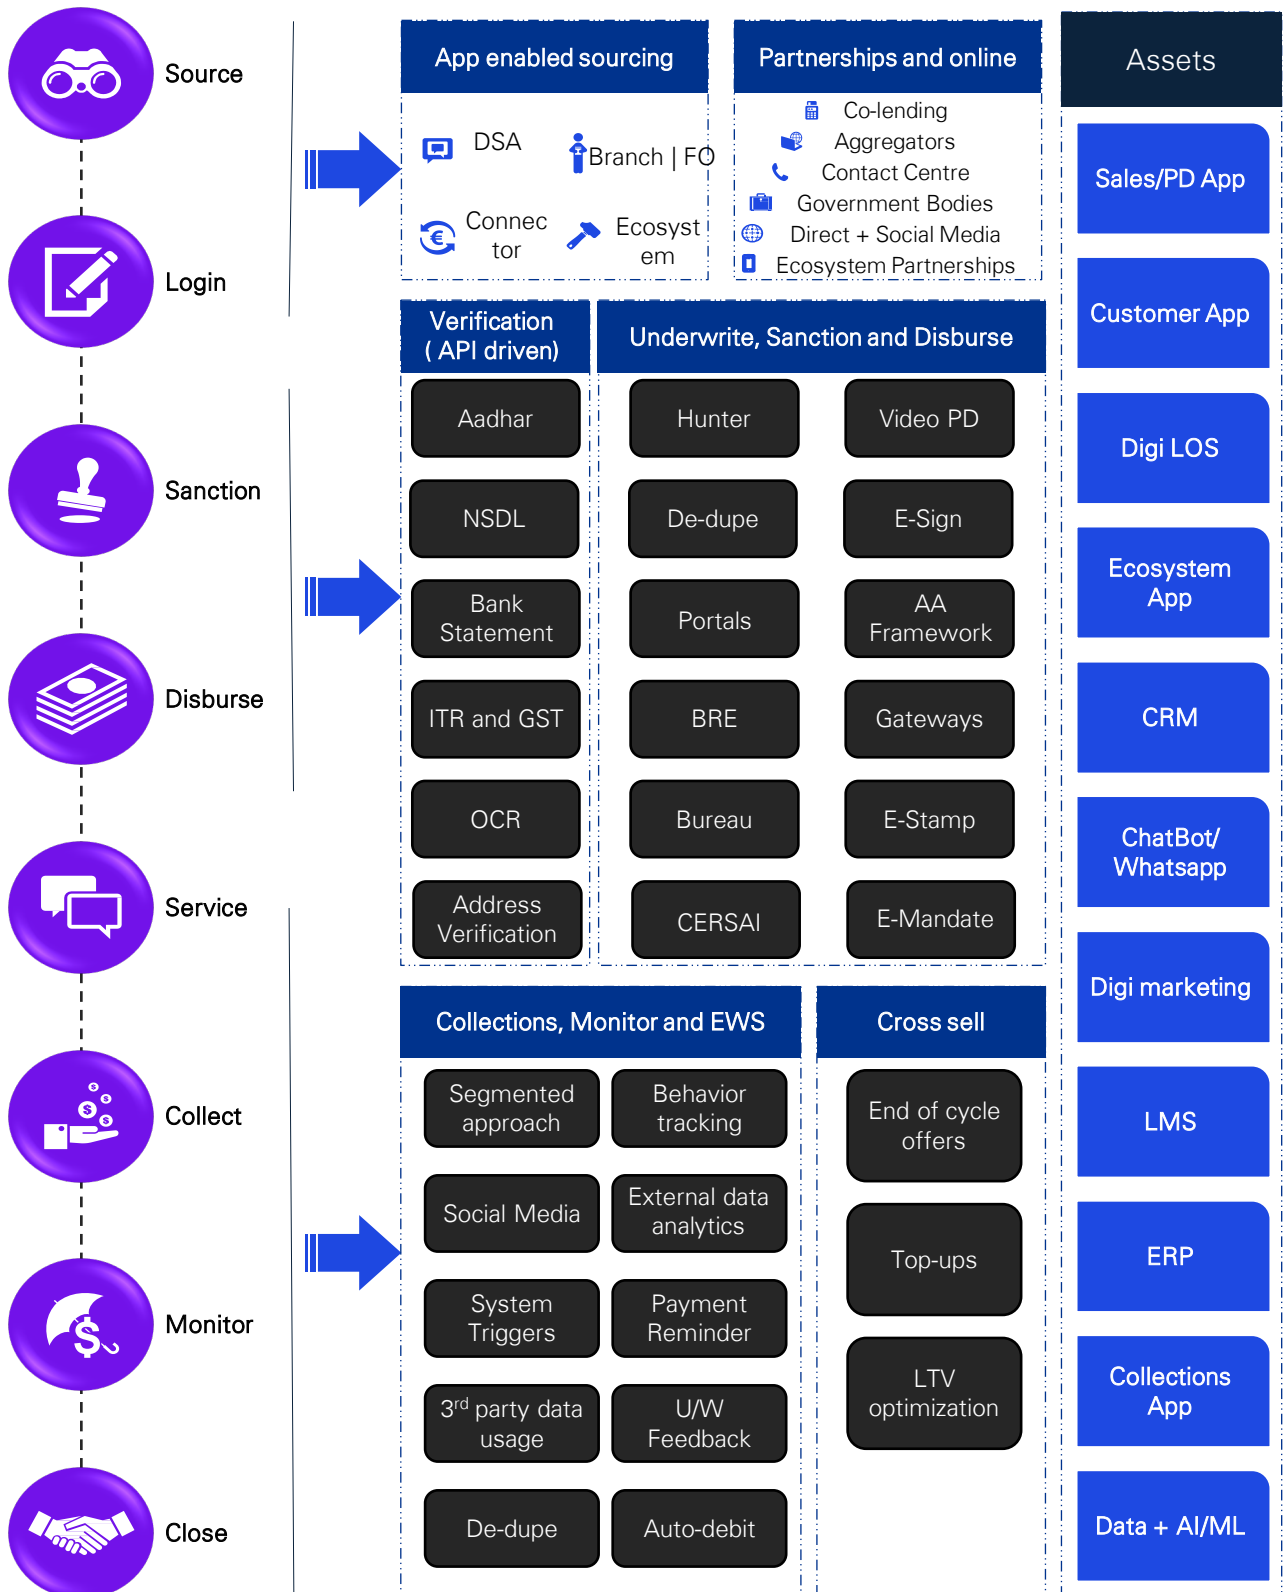 Source
Login
Sanction
Disburse
Service
Collect
Monitor
Close
App enabled sourcing
DSA
Branch | FO
Connec
tor
Ecosyst
em
Partnerships and online
Co-lending
Aggregators
Contact Centre
Government Bodies
Direct + Social Media
Ecosystem Partnerships
Verification
( API driven)
Aadhar
NSDL
Bank
Statement
ITR and GST
OCR
Address
Verification
Underwrite, Sanction and Disburse
Hunter
Video PD
De-dupe
E-Sign
Portals
AA
Framework
BRE
Gateways
Bureau
E-Stamp
CERSAI
E-Mandate
Collections, Monitor and EWS
Segmented
approach
Behavior
tracking
Social Media
External data
analytics
System
Triggers
Payment
Reminder
3rd party data
usage
U/W
Feedback
De-dupe
Auto-debit
Cross sell
End of cycle
offers
Top-ups
LTV
optimization
Assets
Sales/PD App
Customer App
Digi LOS
Ecosystem
App
CRM
ChatBot/
Whatsapp
Digi marketing
LMS
ERP
Collections
App
Data + AI/ML